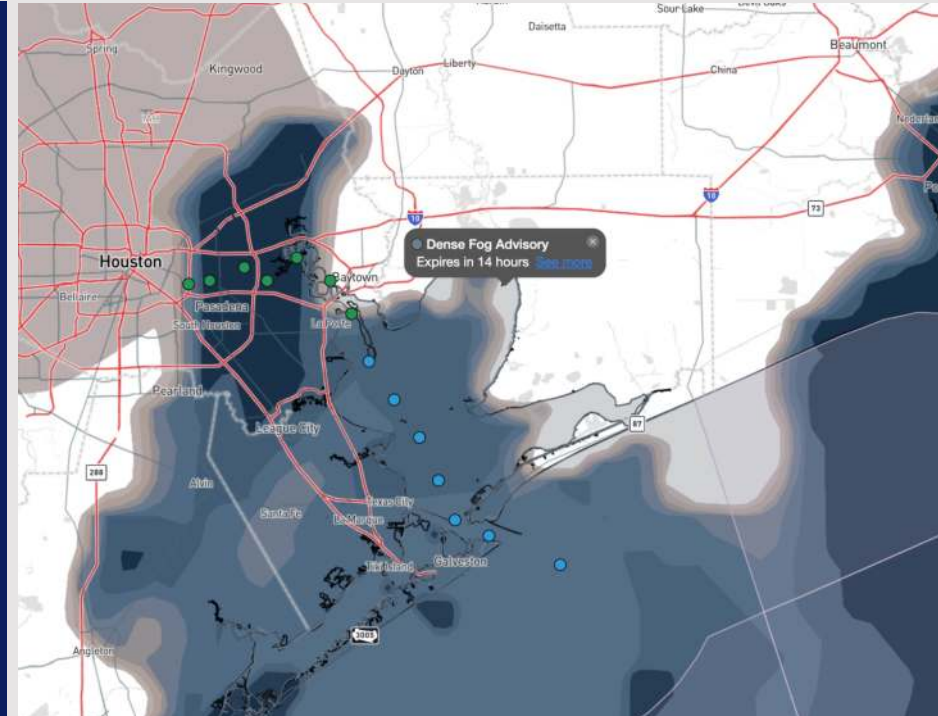 Sour Lake
Daisetta
Spring
Beaumont
Kingwood
Liberty
Dayton
China
10
10
73
Dense Fog Advisory
Expires in 14 hours See more
Houston
Baytown
Bellaire
Pasadena
South Houston
La Porte
Pearland
League City
87
288
Alvin
Texas City
Santa Fe
La Marque
Tiki Island
Galveston
3005
Angleton